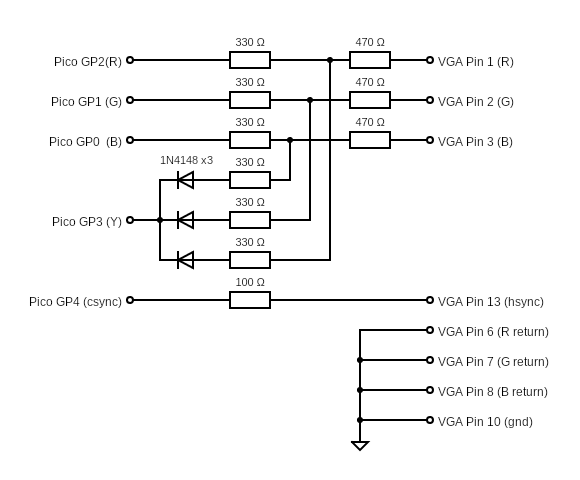 330 Ω 470 Ω
Pico GP2(R) VGA Pin 1 (R)
330 Ω 470 Ω
Pico GP1 (G) VGA Pin 2 (G)
330 Ω 470 Ω
Pico GP0 (B) VGA Pin 3 (B)
1N4148 x3 330 Ω
330 Ω
Pico GP3 (Y)
330 Ω
100 Ω
Pico GP4 (csync) VGA Pin 13 (hsync)
VGA Pin 6 (R return)
VGA Pin 7 (G return)
VGA Pin 8 (B return)
VGA Pin 10 (gnd)